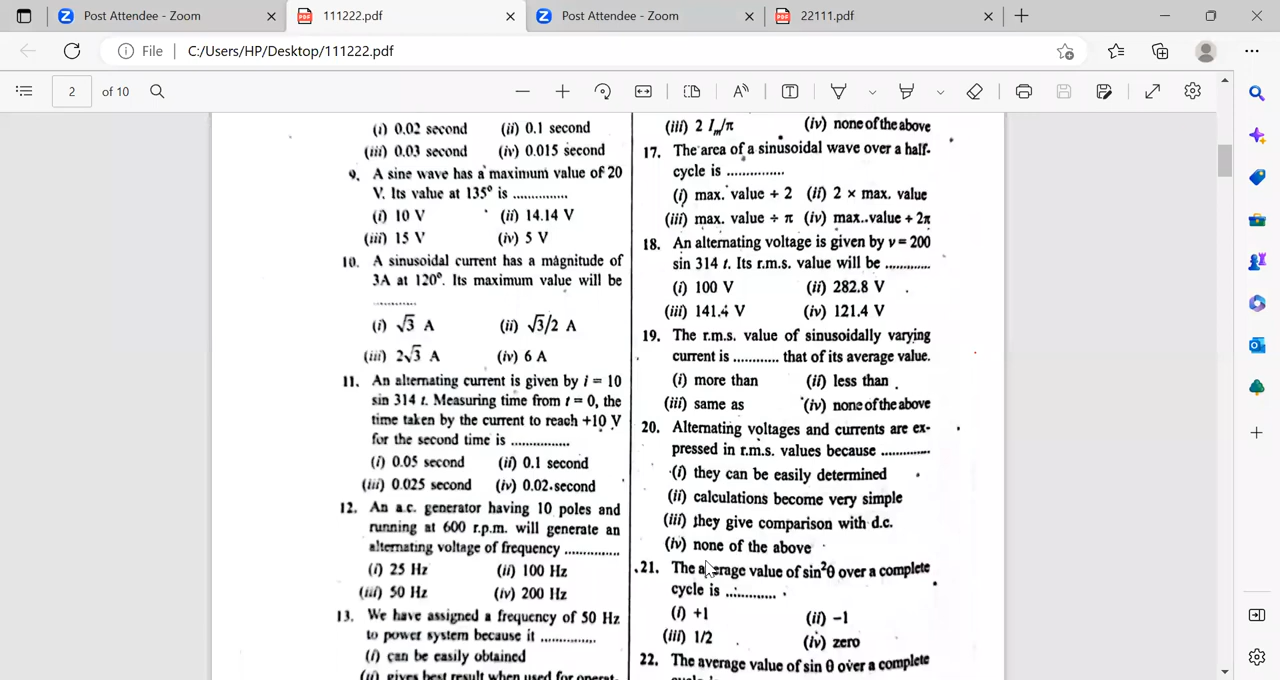 Post Attendee - Zoom
111222.pdf
Post Attendee - Zoom
22111.pdf
File
C:/Users/HP/Desktop/111222.pdf
2
of 10
(i) 0.02 second (ii) 0.1 second
(iii) 0.03 second (iv) 0.015 second
9. A sine wave has a maximum value of 20
V. Its value at 135° is ..............
(i) 10 V (ii) 14.14 V
(iii) 15 V (iv) 5 V
10. A sinusoidal current has a magnitude of
3A at 120°. Its maximum value will be
............
(i) √3 A (ii) √3/2 A
(iii) 2√3 A (iv) 6 A
11. An alternating current is given by i = 10
sin 314 t. Measuring time from t = 0, the
time taken by the current to reach +10 V
for the second time is ...............
(i) 0.05 second (ii) 0.1 second
(iii) 0.025 second (iv) 0.02 second
12. An a.c. generator having 10 poles and
running at 600 r.p.m. will generate an
alternating voltage of frequency ..............
(i) 25 Hz (ii) 100 Hz
(iii) 50 Hz (iv) 200 Hz
13. We have assigned a frequency of 50 Hz
to power system because it ..............
(i) can be easily obtained
(ii) gives best result when used for operat-
(iii) 2 Im/π (iv) none of the above
17. The area of a sinusoidal wave over a half-
cycle is ...............
(i) max. value ÷ 2 (ii) 2 × max. value
(iii) max. value ÷ π (iv) max. value ÷ 2π
18. An alternating voltage is given by v = 200
sin 314 t. Its r.m.s. value will be ............
(i) 100 V (ii) 282.8 V
(iii) 141.4 V (iv) 121.4 V
19. The r.m.s. value of sinusoidally varying
current is ............ that of its average value.
(i) more than (ii) less than
(iii) same as (iv) none of the above
20. Alternating voltages and currents are ex-
pressed in r.m.s. values because .............
(i) they can be easily determined
(ii) calculations become very simple
(iii) they give comparison with d.c.
(iv) none of the above
21. The average value of sin²θ over a complete
cycle is .............
(i) +1 (ii) −1
(iii) 1/2 (iv) zero
22. The average value of sin θ over a complete